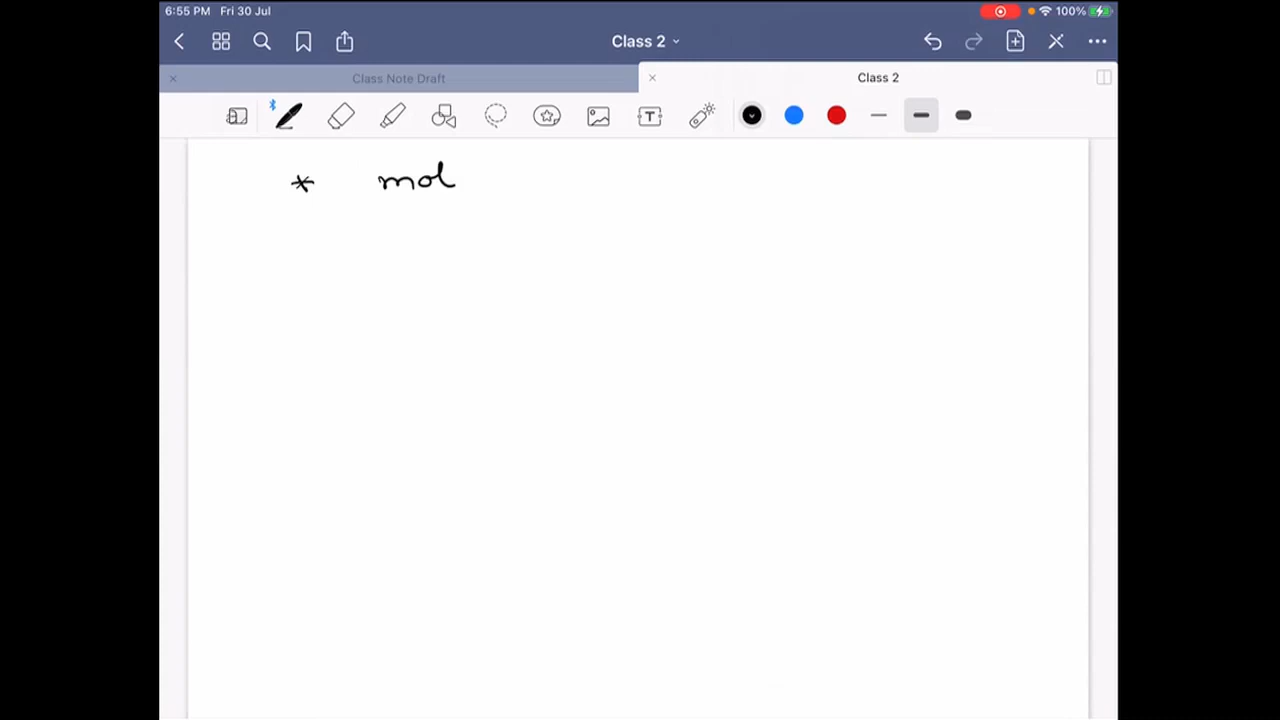 6:55 PM Fri 30 Jul 100%
Class 2
Class Note Draft Class 2
T
* mol